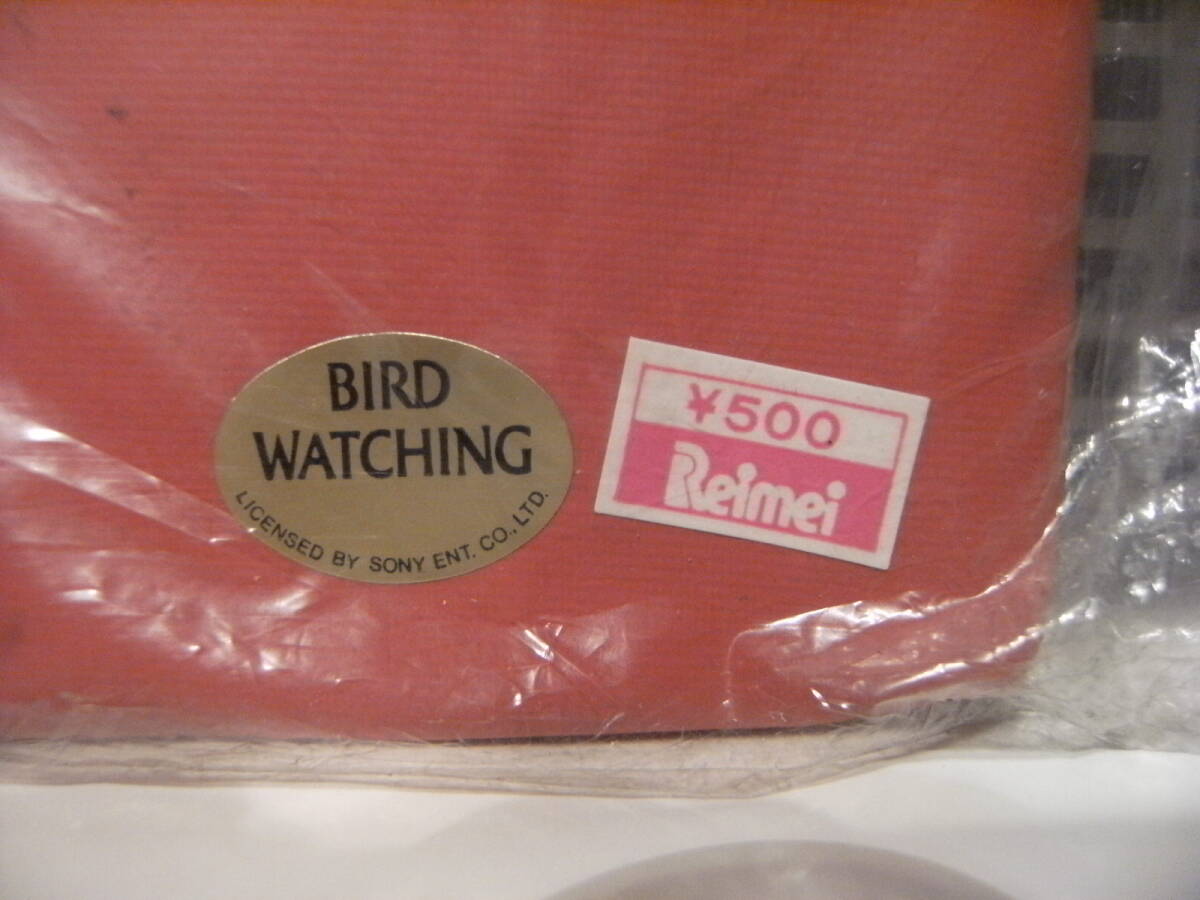 BIRD
WATCHING
LICENSED BY SONY ENT. CO., LTD.
¥500
Reimei